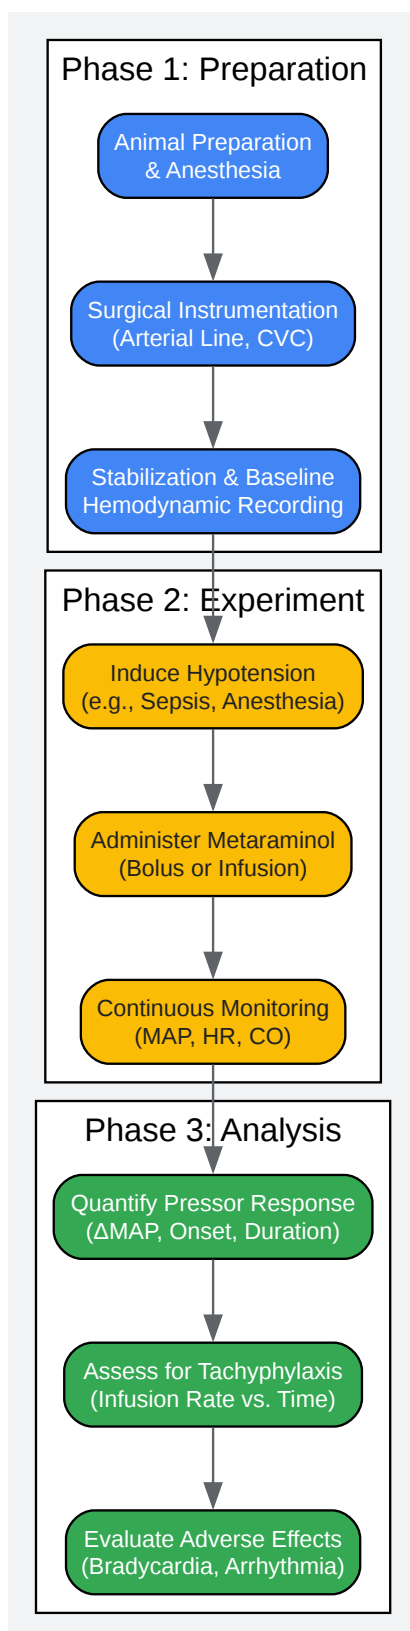 Phase 1: Preparation
Animal Preparation
& Anesthesia
Surgical Instrumentation
(Arterial Line, CVC)
Stabilization & Baseline
Hemodynamic Recording
Phase 2: Experiment
Induce Hypotension
(e.g., Sepsis, Anesthesia)
Administer Metaraminol
(Bolus or Infusion)
Continuous Monitoring
(MAP, HR, CO)
Phase 3: Analysis
Quantify Pressor Response
(ΔMAP, Onset, Duration)
Assess for Tachyphylaxis
(Infusion Rate vs. Time)
Evaluate Adverse Effects
(Bradycardia, Arrhythmia)